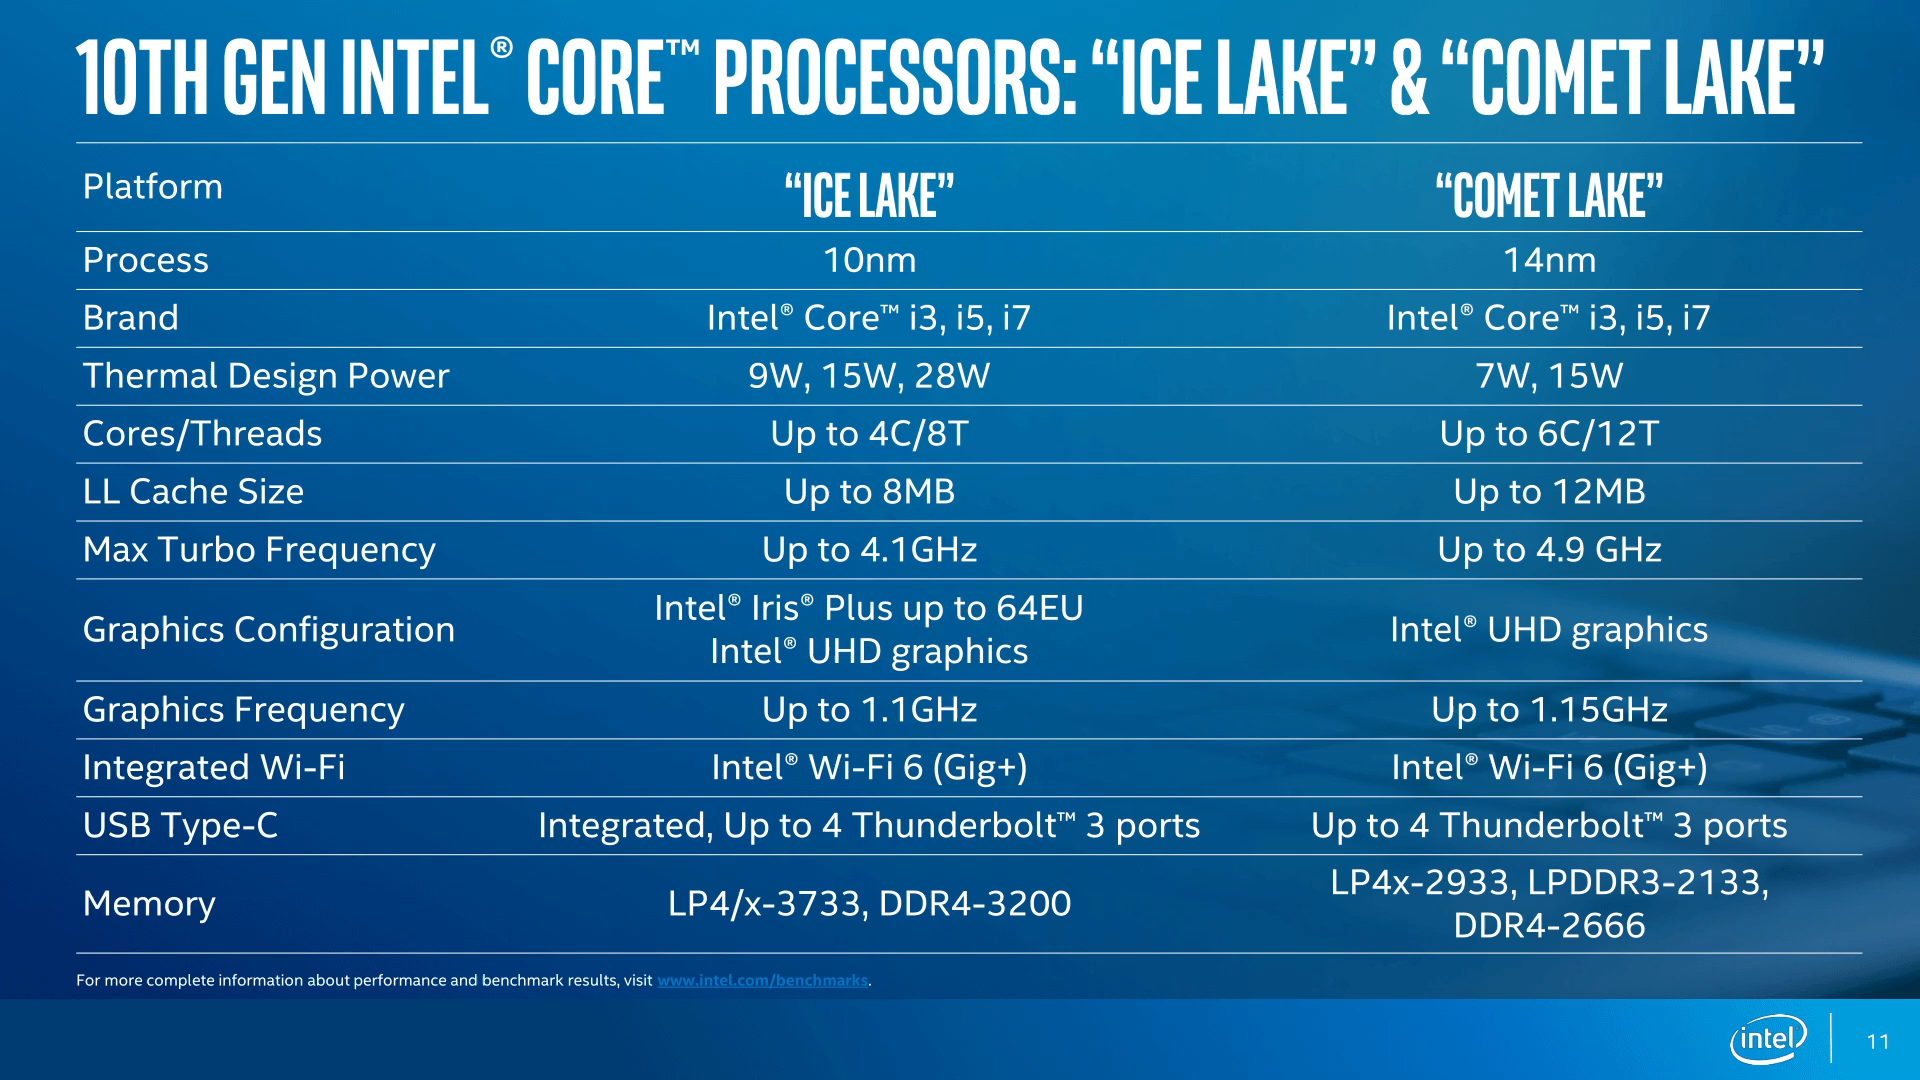 10TH GEN INTEL® CORE™ PROCESSORS: “ICE LAKE” & “COMET LAKE”
Platform “ICE LAKE” “COMET LAKE”
Process 10nm 14nm
Brand Intel® Core™ i3, i5, i7 Intel® Core™ i3, i5, i7
Thermal Design Power 9W, 15W, 28W 7W, 15W
Cores/Threads Up to 4C/8T Up to 6C/12T
LL Cache Size Up to 8MB Up to 12MB
Max Turbo Frequency Up to 4.1GHz Up to 4.9 GHz
Graphics Configuration Intel® Iris® Plus up to 64EU
Intel® UHD graphics Intel® UHD graphics
Graphics Frequency Up to 1.1GHz Up to 1.15GHz
Integrated Wi-Fi Intel® Wi-Fi 6 (Gig+) Intel® Wi-Fi 6 (Gig+)
USB Type-C Integrated, Up to 4 Thunderbolt™ 3 ports Up to 4 Thunderbolt™ 3 ports
Memory LP4/x-3733, DDR4-3200 LP4x-2933, LPDDR3-2133,
DDR4-2666
For more complete information about performance and benchmark results, visit www.intel.com/benchmarks.
intel 11